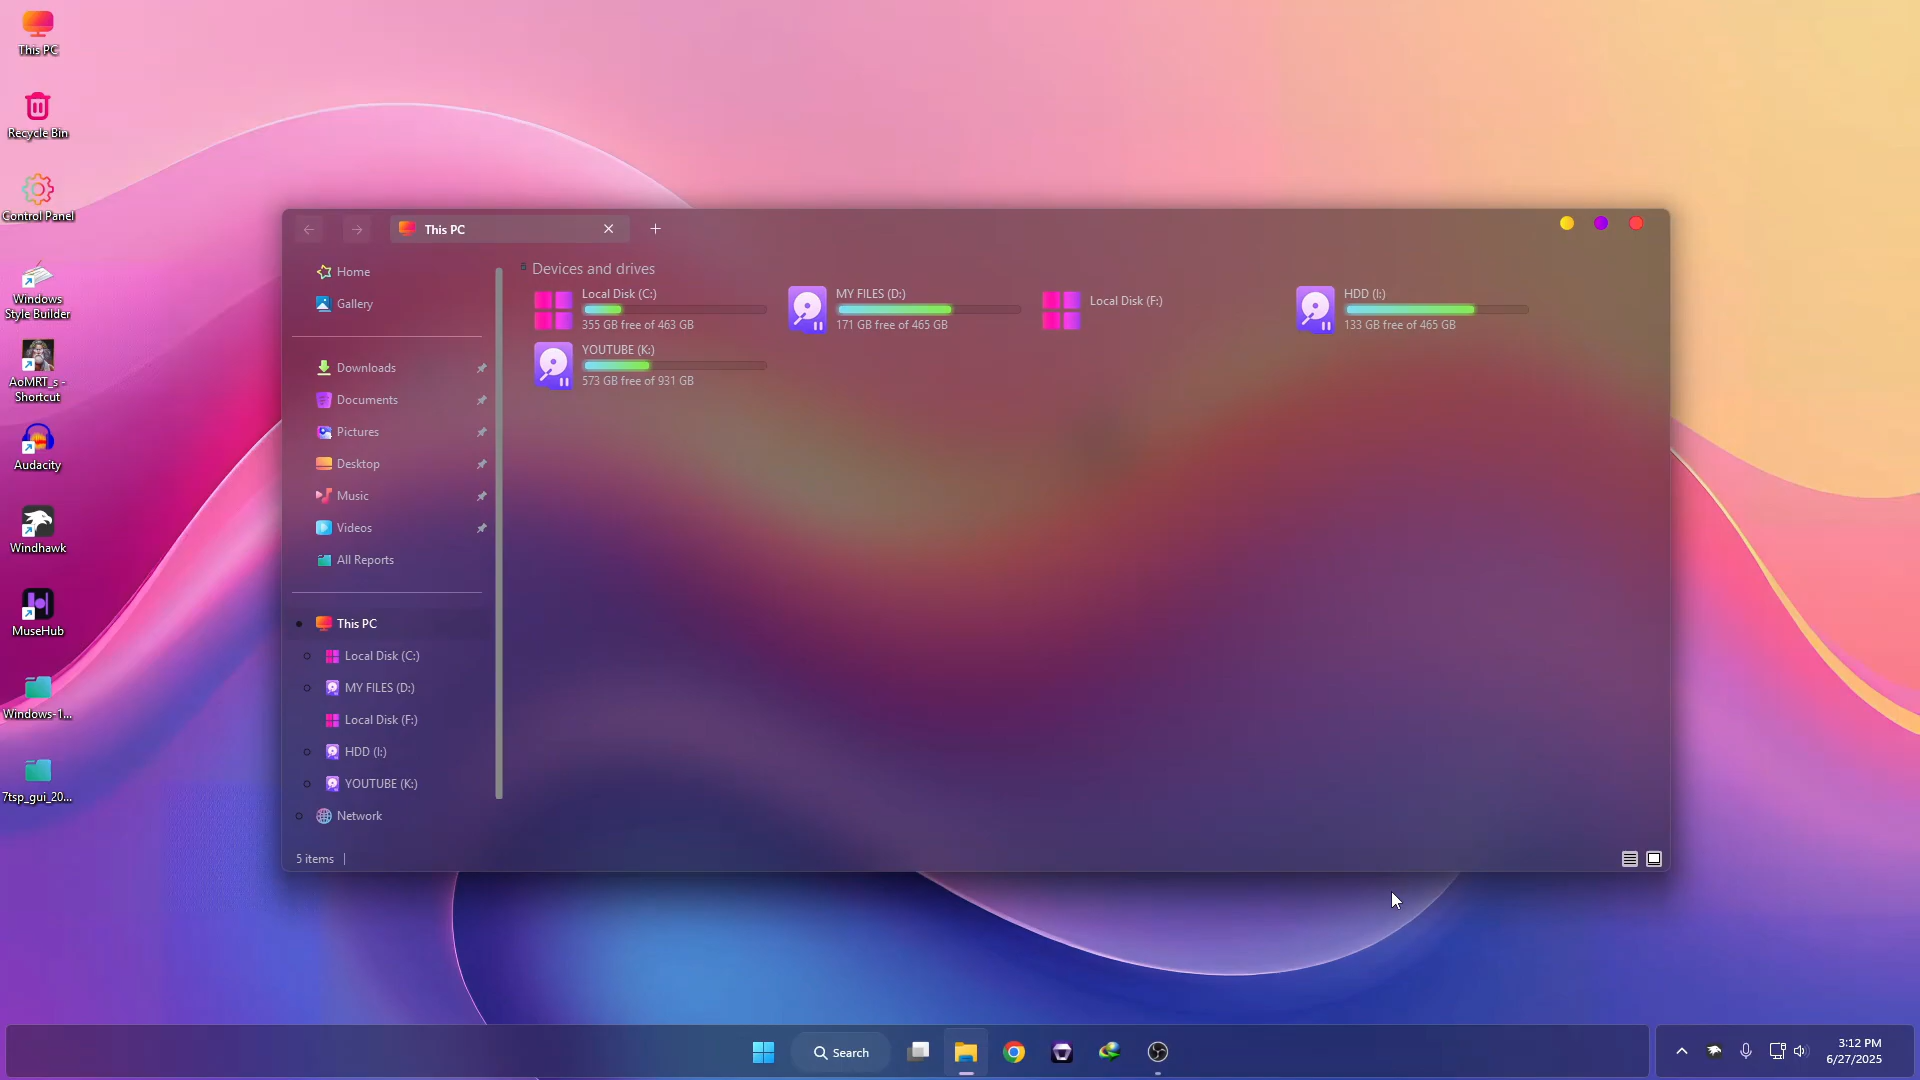 This PC
Recycle Bin
Control Panel
Windows
Style Builder
AoMRT_s -
Shortcut
Audacity
Windhawk
MuseHub
Windows-1...
7tsp_gui_20...
This PC
Home
Gallery
Downloads
Documents
Pictures
Desktop
Music
Videos
All Reports
This PC
Local Disk (C:)
MY FILES (D:)
Local Disk (F:)
HDD (I:)
YOUTUBE (K:)
Network
5 items
Devices and drives
Local Disk (C:)
355 GB free of 463 GB
MY FILES (D:)
171 GB free of 465 GB
Local Disk (F:)
HDD (I:)
133 GB free of 465 GB
YOUTUBE (K:)
573 GB free of 931 GB
Search
3:12 PM
6/27/2025